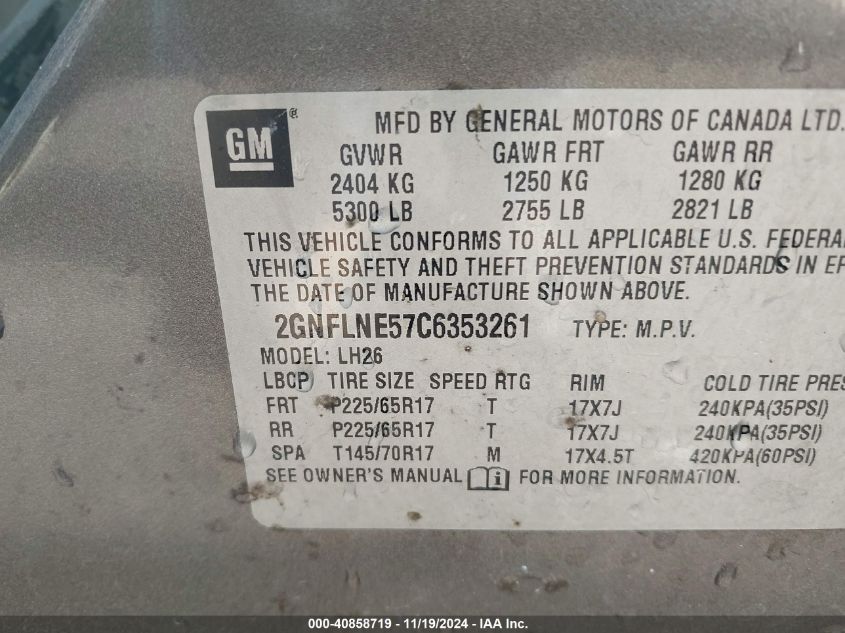 GM ® MFD BY GENERAL MOTORS OF CANADA LTD.
GVWR GAWR FRT GAWR RR
2404 KG 1250 KG 1280 KG
5300 LB 2755 LB 2821 LB
THIS VEHICLE CONFORMS TO ALL APPLICABLE U.S. FEDERA
VEHICLE SAFETY AND THEFT PREVENTION STANDARDS IN EF
THE DATE OF MANUFACTURE SHOWN ABOVE.
2GNFLNE57C6353261 TYPE: M.P.V.
MODEL: LH26
LBCP TIRE SIZE SPEED RTG RIM COLD TIRE PRES
FRT P225/65R17 T 17X7J 240KPA(35PSI)
RR P225/65R17 T 17X7J 240KPA(35PSI)
SPA T145/70R17 M 17X4.5T 420KPA(60PSI)
SEE OWNER'S MANUAL i FOR MORE INFORMATION.
000-40858719 - 11/19/2024 - IAA Inc.